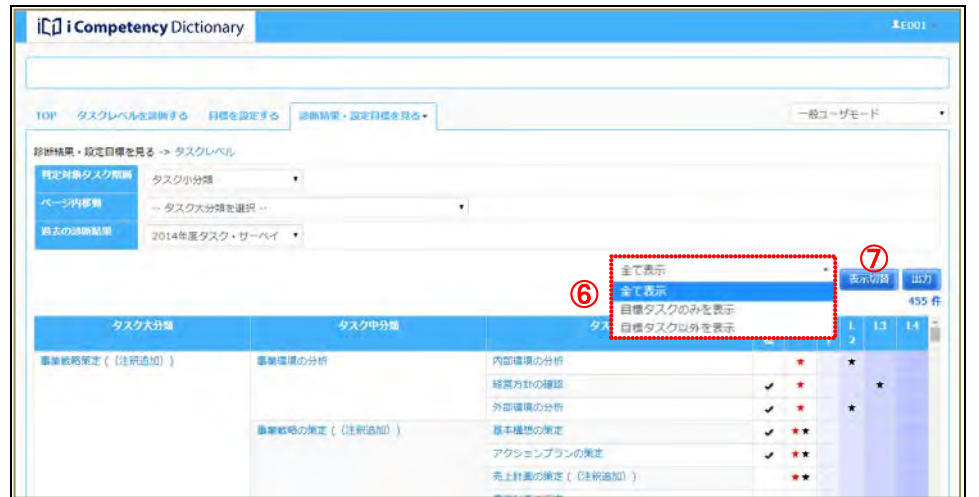 iCD i Competency Dictionary
E001
TOP タスクレベルを診断する 目標を設定する 診断結果・設定目標を見る 一般ユーザモード
診断結果・設定目標を見る -> タスクレベル
判定対象タスク階層 タスク小分類
ページ内移動 -- タスク大分類を選択 --
過去の診断結果 2014年度タスク・サーベイ
全て表示
⑦
表示切替 出力
⑥
全て表示
目標タスクのみを表示
目標タスク以外を表示
455 件
タスク大分類 タスク中分類 タス L2 L3 L4
事業戦略策定 ( (注釈追加) ) 事業環境の分析 内部環境の分析 ★ ★
経営方針の確認 ✔ ★ ★
外部環境の分析 ✔ ★ ★
事業戦略の策定 ( (注釈追加) ) 基本構想の策定 ✔ ★★
アクションプランの策定 ✔ ★★
売上計画の策定 ( (注釈追加) ) ★★